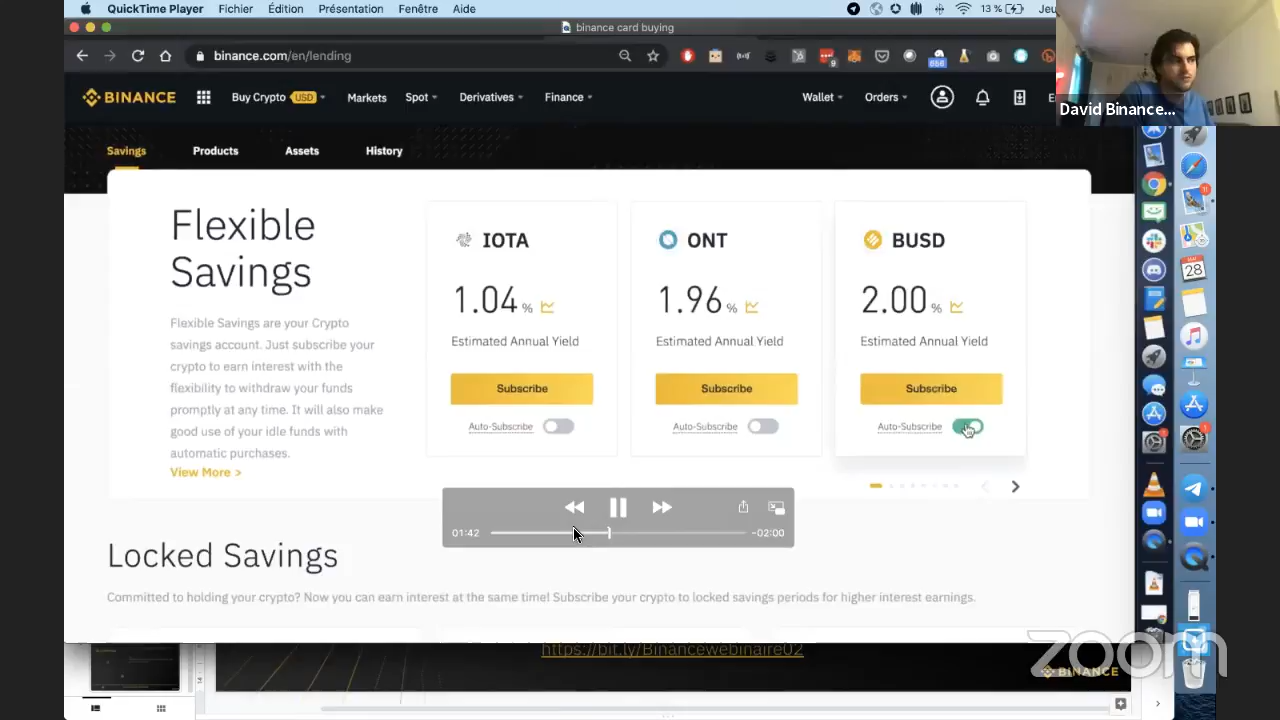 QuickTime Player Fichier Édition Présentation Fenêtre Aide 13 % Jeu
binance card buying
binance.com/en/lending
9
656
BINANCE Buy Crypto USD Markets Spot Derivatives Finance Wallet Orders
David Binance...
Savings Products Assets History
Flexible
Savings
Flexible Savings are your Crypto
savings account. Just subscribe your
crypto to earn interest with the
flexibility to withdraw your funds
promptly at any time. It will also make
good use of your idle funds with
automatic purchases.
View More >
IOTA
1.04 %
Estimated Annual Yield
Subscribe
Auto-Subscribe
ONT
1.96 %
Estimated Annual Yield
Subscribe
Auto-Subscribe
BUSD
2.00 %
Estimated Annual Yield
Subscribe
Auto-Subscribe
28
01:42 -02:00
Locked Savings
Committed to holding your crypto? Now you can earn interest at the same time! Subscribe your crypto to locked savings periods for higher interest earnings.
https://bit.ly/Binancewebinaire02
BINANCE
zoom